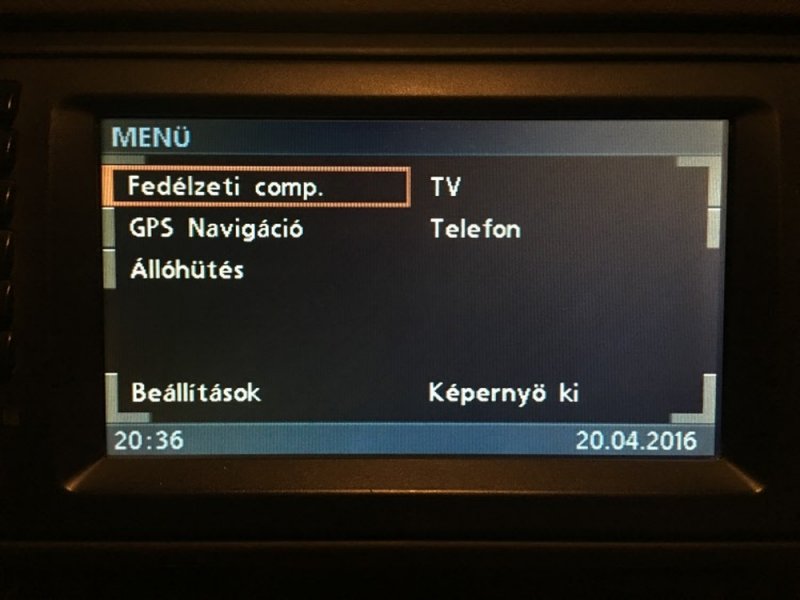 MENÜ
Fedélzeti comp. TV
GPS Navigáció Telefon
Állóhütés
Beállítások Képernyö ki
20:36 20.04.2016